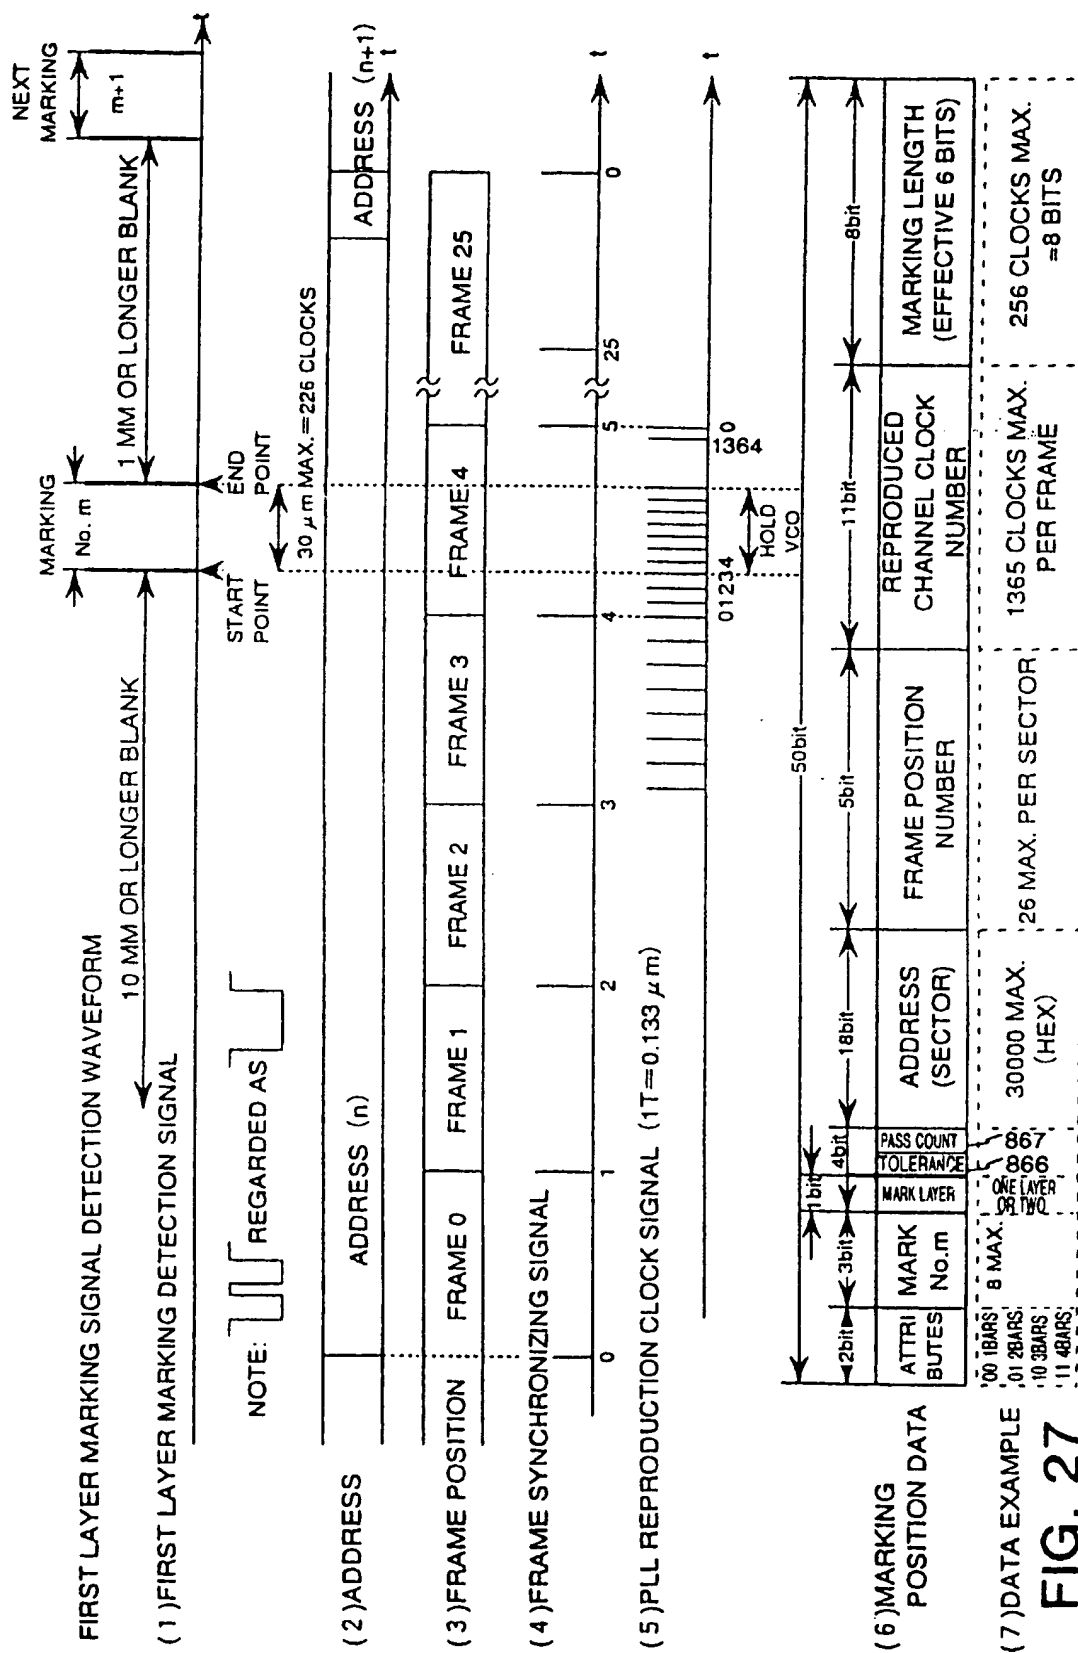 FIRST LAYER MARKING SIGNAL DETECTION WAVEFORM
(1)FIRST LAYER MARKING DETECTION SIGNAL
10 MM OR LONGER BLANK
MARKING
No. m
1 MM OR LONGER BLANK
NEXT
MARKING
m+1
t
START
POINT
END
POINT
NOTE:
REGARDED AS
30 μm MAX.=226 CLOCKS
(2)ADDRESS
ADDRESS (n)
ADDRESS (n+1)
t
(3)FRAME POSITION
FRAME 0
FRAME 1
FRAME 2
FRAME 3
FRAME 4
FRAME 25
(4)FRAME SYNCHRONIZING SIGNAL
0
1
2
3
4
5
25
0
t
(5)PLL REPRODUCTION CLOCK SIGNAL (1T=0.133 μm)
01234
HOLD
VCO
1364
0
t
50bit
2bit
3bit
1bit
4bit
18bit
5bit
11bit
8bit
(6)MARKING
POSITION DATA
ATTRI
BUTES
MARK
No.m
MARK LAYER
TOLERANCE
PASS COUNT
ADDRESS
(SECTOR)
FRAME POSITION
NUMBER
REPRODUCED
CHANNEL CLOCK
NUMBER
MARKING LENGTH
(EFFECTIVE 6 BITS)
(7)DATA EXAMPLE
00 1BARS
01 2BARS
10 3BARS
11 4BARS
8 MAX.
ONE LAYER
OR TWO
866
867
30000 MAX.
(HEX)
26 MAX. PER SECTOR
1365 CLOCKS MAX.
PER FRAME
256 CLOCKS MAX.
=8 BITS
FIG. 27